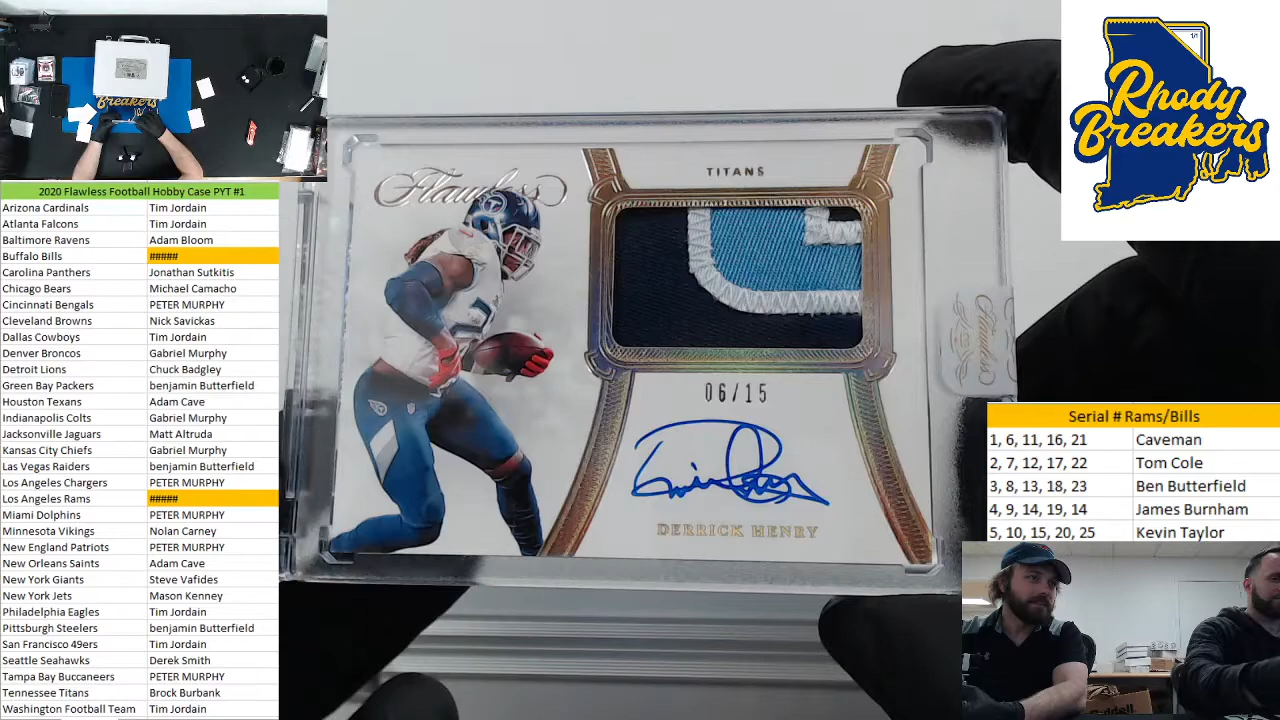 2020 Flawless Football Hobby Case PYT #1
Arizona Cardinals Tim Jordain
Atlanta Falcons Tim Jordain
Baltimore Ravens Adam Bloom
Buffalo Bills #####
Carolina Panthers Jonathan Sutkitis
Chicago Bears Michael Camacho
Cincinnati Bengals PETER MURPHY
Cleveland Browns Nick Savickas
Dallas Cowboys Tim Jordain
Denver Broncos Gabriel Murphy
Detroit Lions Chuck Badgley
Green Bay Packers benjamin Butterfield
Houston Texans Adam Cave
Indianapolis Colts Gabriel Murphy
Jacksonville Jaguars Matt Altruda
Kansas City Chiefs Gabriel Murphy
Las Vegas Raiders benjamin Butterfield
Los Angeles Chargers PETER MURPHY
Los Angeles Rams #####
Miami Dolphins PETER MURPHY
Minnesota Vikings Nolan Carney
New England Patriots PETER MURPHY
New Orleans Saints Adam Cave
New York Giants Steve Vafides
New York Jets Mason Kenney
Philadelphia Eagles Tim Jordain
Pittsburgh Steelers benjamin Butterfield
San Francisco 49ers Tim Jordain
Seattle Seahawks Derek Smith
Tampa Bay Buccaneers PETER MURPHY
Tennessee Titans Brock Burbank
Washington Football Team Tim Jordain
Breakers
Flawless
TITANS
06/15
DERRICK HENRY
Flawless
1/1
Rhody
Breakers
Serial # Rams/Bills
1, 6, 11, 16, 21 Caveman
2, 7, 12, 17, 22 Tom Cole
3, 8, 13, 18, 23 Ben Butterfield
4, 9, 14, 19, 14 James Burnham
5, 10, 15, 20, 25 Kevin Taylor